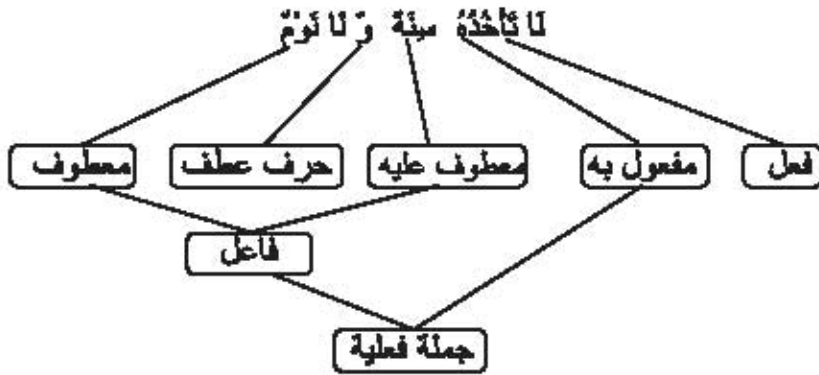 لَا تَأْخُذُهُ سِنَةٌ وَّ لَا نَوْمٌ
فعل مفعول به معطوف عليه حرف عطف معطوف
فاعل
جملة فعلية